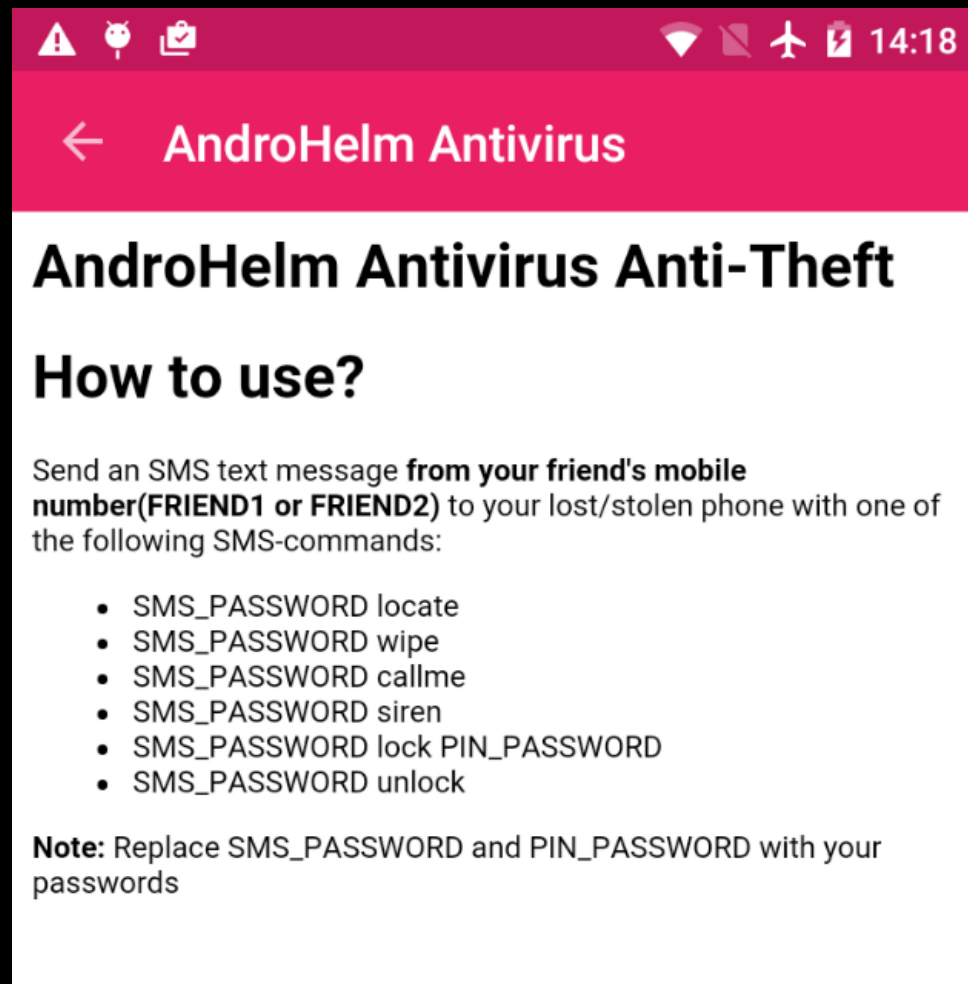 14:18
AndroHelm Antivirus
AndroHelm Antivirus Anti-Theft
How to use?
Send an SMS text message from your friend's mobile
number(FRIEND1 or FRIEND2) to your lost/stolen phone with one of
the following SMS-commands:
• SMS_PASSWORD locate
• SMS_PASSWORD wipe
• SMS_PASSWORD callme
• SMS_PASSWORD siren
• SMS_PASSWORD lock PIN_PASSWORD
• SMS_PASSWORD unlock
Note: Replace SMS_PASSWORD and PIN_PASSWORD with your
passwords